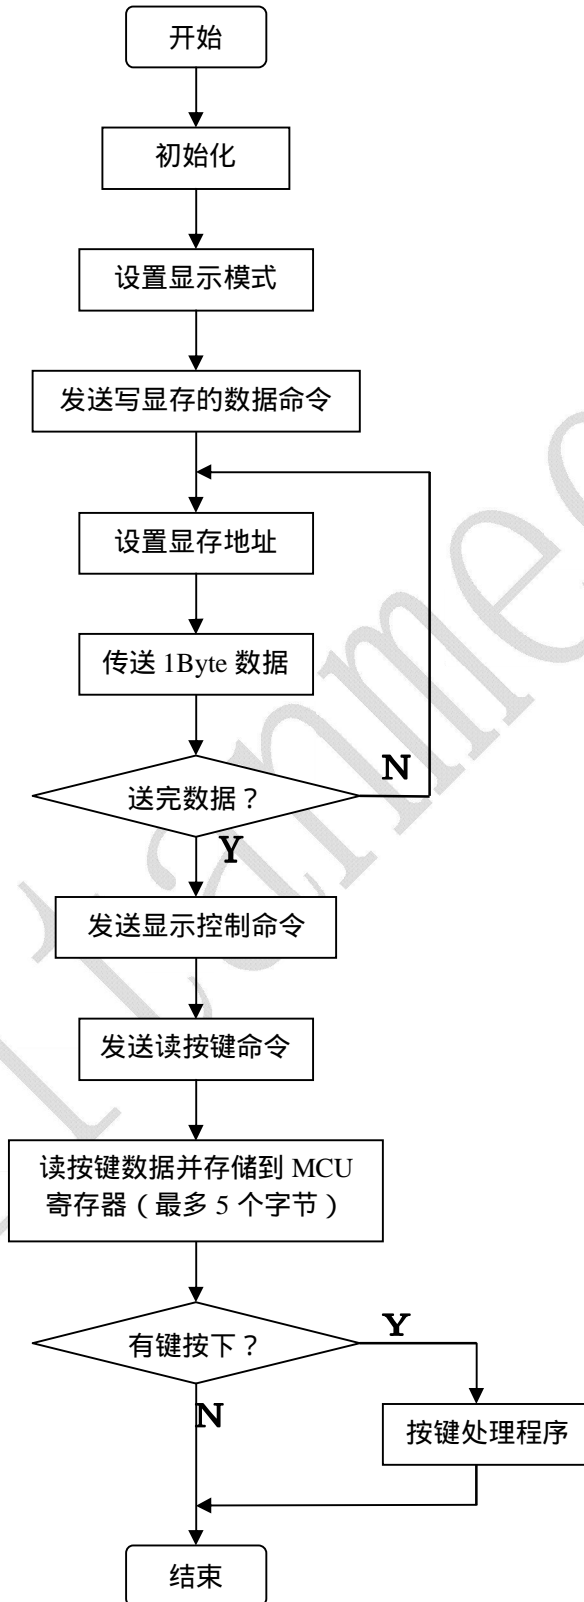 开始
初始化
设置显示模式
发送写显存的数据命令
设置显存地址
传送 1Byte 数据
送完数据？
N
Y
发送显示控制命令
发送读按键命令
读按键数据并存储到 MCU
寄存器（最多 5 个字节）
有键按下？
Y
N
按键处理程序
结束